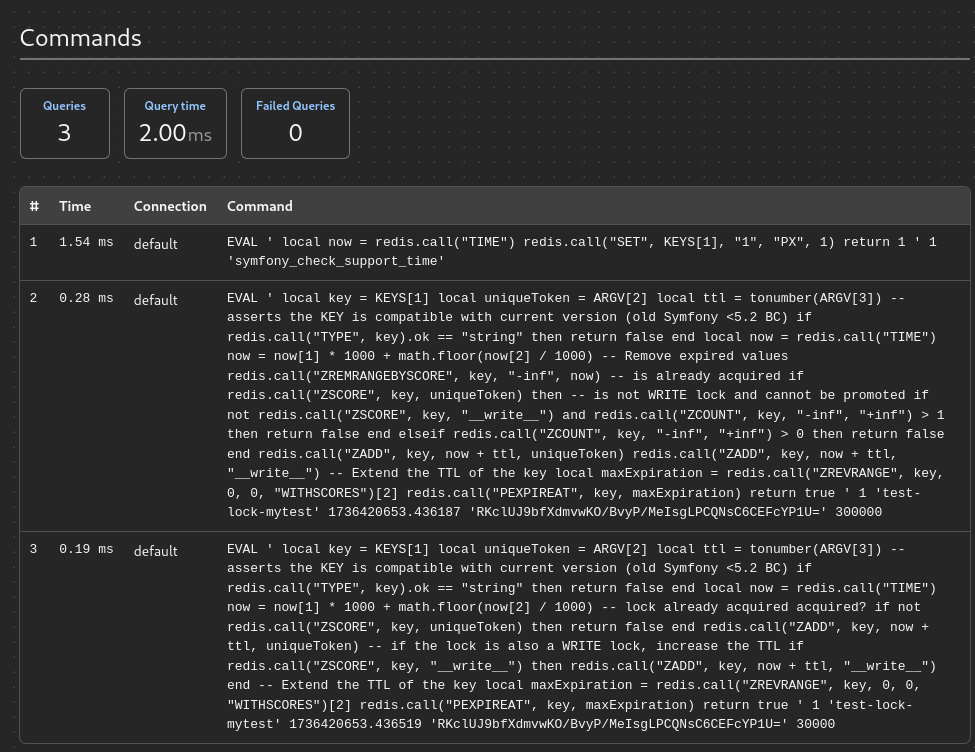 Commands
Queries
3
Query time
2.00 ms
Failed Queries
0
# Time Connection Command
1 1.54 ms default EVAL ' local now = redis.call("TIME") redis.call("SET", KEYS[1], "1", "PX", 1) return 1 ' 1
'symfony_check_support_time'
2 0.28 ms default EVAL ' local key = KEYS[1] local uniqueToken = ARGV[2] local ttl = tonumber(ARGV[3]) --
asserts the KEY is compatible with current version (old Symfony <5.2 BC) if
redis.call("TYPE", key).ok == "string" then return false end local now = redis.call("TIME")
now = now[1] * 1000 + math.floor(now[2] / 1000) -- Remove expired values
redis.call("ZREMRANGEBYSCORE", key, "-inf", now) -- is already acquired if
redis.call("ZSCORE", key, uniqueToken) then -- is not WRITE lock and cannot be promoted if
not redis.call("ZSCORE", key, "__write__") and redis.call("ZCOUNT", key, "-inf", "+inf") > 1
then return false end elseif redis.call("ZCOUNT", key, "-inf", "+inf") > 0 then return false
end redis.call("ZADD", key, now + ttl, uniqueToken) redis.call("ZADD", key, now + ttl,
"__write__") -- Extend the TTL of the key local maxExpiration = redis.call("ZREVRANGE", key,
0, 0, "WITHSCORES")[2] redis.call("PEXPIREAT", key, maxExpiration) return true ' 1 'test-
lock-mytest' 1736420653.436187 'RKclUJ9bfXdmvwKO/BvyP/MeIsgLPCQNsC6CEFcYP1U=' 300000
3 0.19 ms default EVAL ' local key = KEYS[1] local uniqueToken = ARGV[2] local ttl = tonumber(ARGV[3]) --
asserts the KEY is compatible with current version (old Symfony <5.2 BC) if
redis.call("TYPE", key).ok == "string" then return false end local now = redis.call("TIME")
now = now[1] * 1000 + math.floor(now[2] / 1000) -- lock already acquired acquired? if not
redis.call("ZSCORE", key, uniqueToken) then return false end redis.call("ZADD", key, now +
ttl, uniqueToken) -- if the lock is also a WRITE lock, increase the TTL if
redis.call("ZSCORE", key, "__write__") then redis.call("ZADD", key, now + ttl, "__write__")
end -- Extend the TTL of the key local maxExpiration = redis.call("ZREVRANGE", key, 0, 0,
"WITHSCORES")[2] redis.call("PEXPIREAT", key, maxExpiration) return true ' 1 'test-lock-
mytest' 1736420653.436519 'RKclUJ9bfXdmvwKO/BvyP/MeIsgLPCQNsC6CEFcYP1U=' 30000